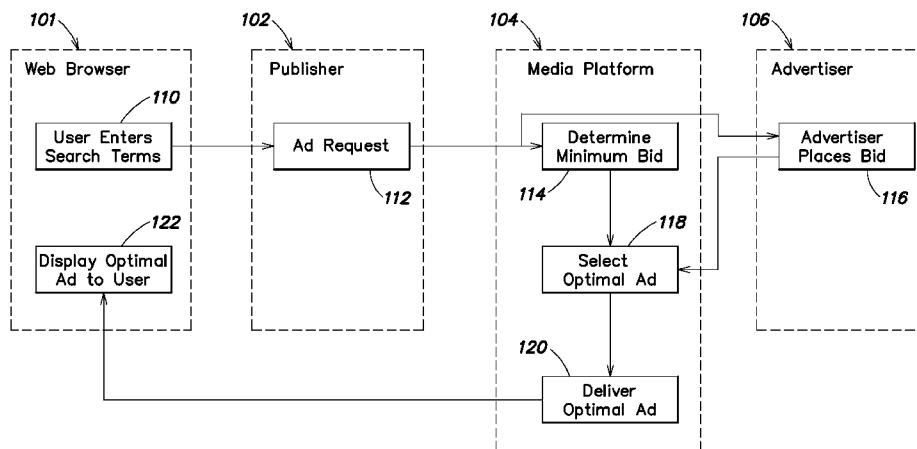 101
102
104
106
Web Browser
Publisher
Media Platform
Advertiser
110
User Enters
Search Terms
Ad Request
112
Determine
Minimum Bid
114
Advertiser
Places Bid
116
122
Display Optimal
Ad to User
118
Select
Optimal Ad
120
Deliver
Optimal Ad